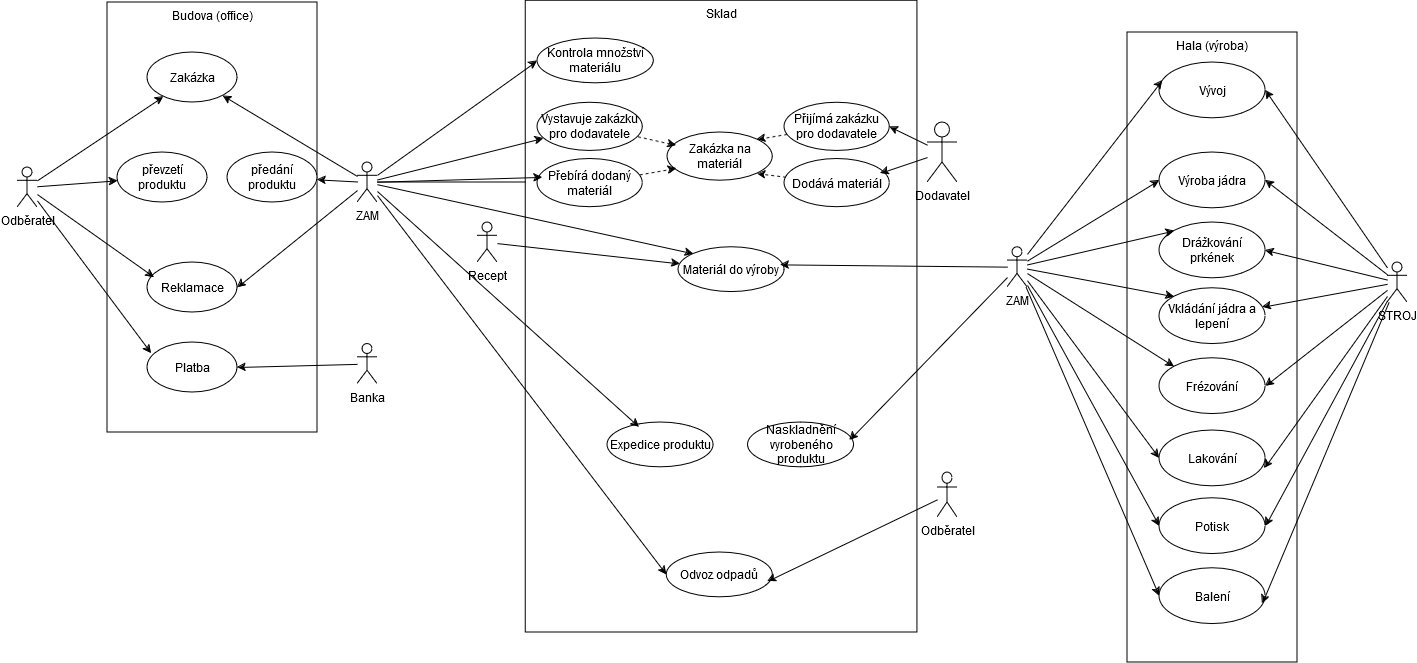 Budova (office)
Zakázka
převzetí
produktu
předání
produktu
Reklamace
Platba
Odběratel
ZAM
Banka
Sklad
Kontrola množství
materiálu
Vystavuje zakázku
pro dodavatele
Přebírá dodaný
materiál
Zakázka na
materiál
Přijímá zakázku
pro dodavatele
Dodává materiál
Dodavatel
Recept
Materiál do výroby
Expedice produktu
Naskladnění
vyrobeného
produktu
Odběratel
Odvoz odpadů
ZAM
Hala (výroba)
Vývoj
Výroba jádra
Drážkování
prkének
Vkládání jádra a
lepení
Frézování
Lakování
Potisk
Balení
STROJ